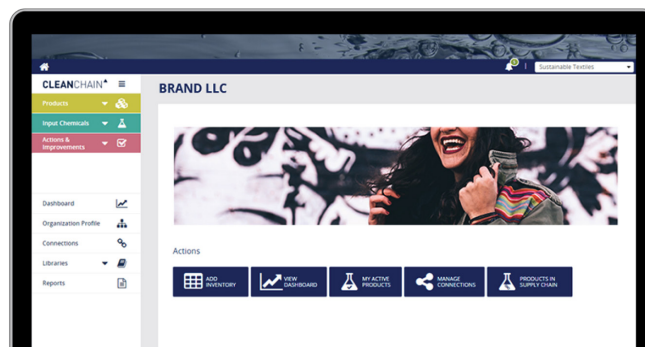 Sustainable Textiles
CLEANCHAIN
BRAND LLC
Products
Input Chemicals
Actions &
Improvements
Dashboard
Organization Profile
Connections
Libraries
Reports
Actions
ADD
INVENTORY
VIEW
DASHBOARD
MY ACTIVE
PRODUCTS
MANAGE
CONNECTIONS
PRODUCTS IN
SUPPLY CHAIN